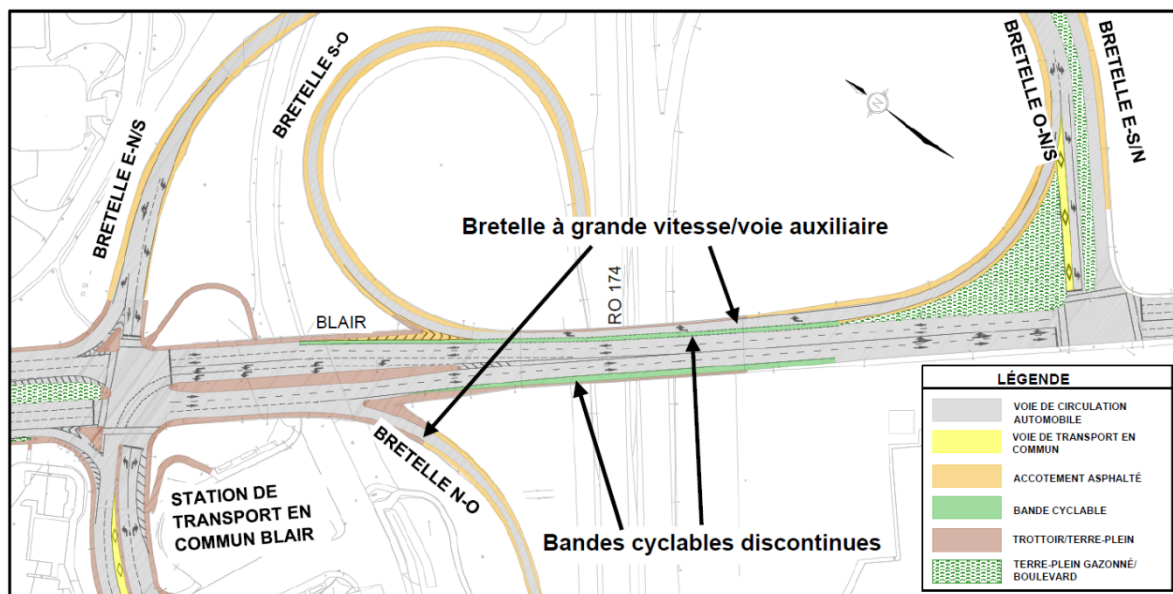 BRETELLE E-N/S
BRETELLE S-O
BRETELLE O-N/S
BRETELLE E-S/N
N
Bretelle à grande vitesse/voie auxiliaire
RO 174
BLAIR
BRETELLE N-O
STATION DE
TRANSPORT EN
COMMUN BLAIR
Bandes cyclables discontinues
LÉGENDE
VOIE DE CIRCULATION
AUTOMOBILE
VOIE DE TRANSPORT EN
COMMUN
ACCOTEMENT ASPHALTÉ
BANDE CYCLABLE
TROTTOIR/TERRE-PLEIN
TERRE-PLEIN GAZONNÉ/
BOULEVARD